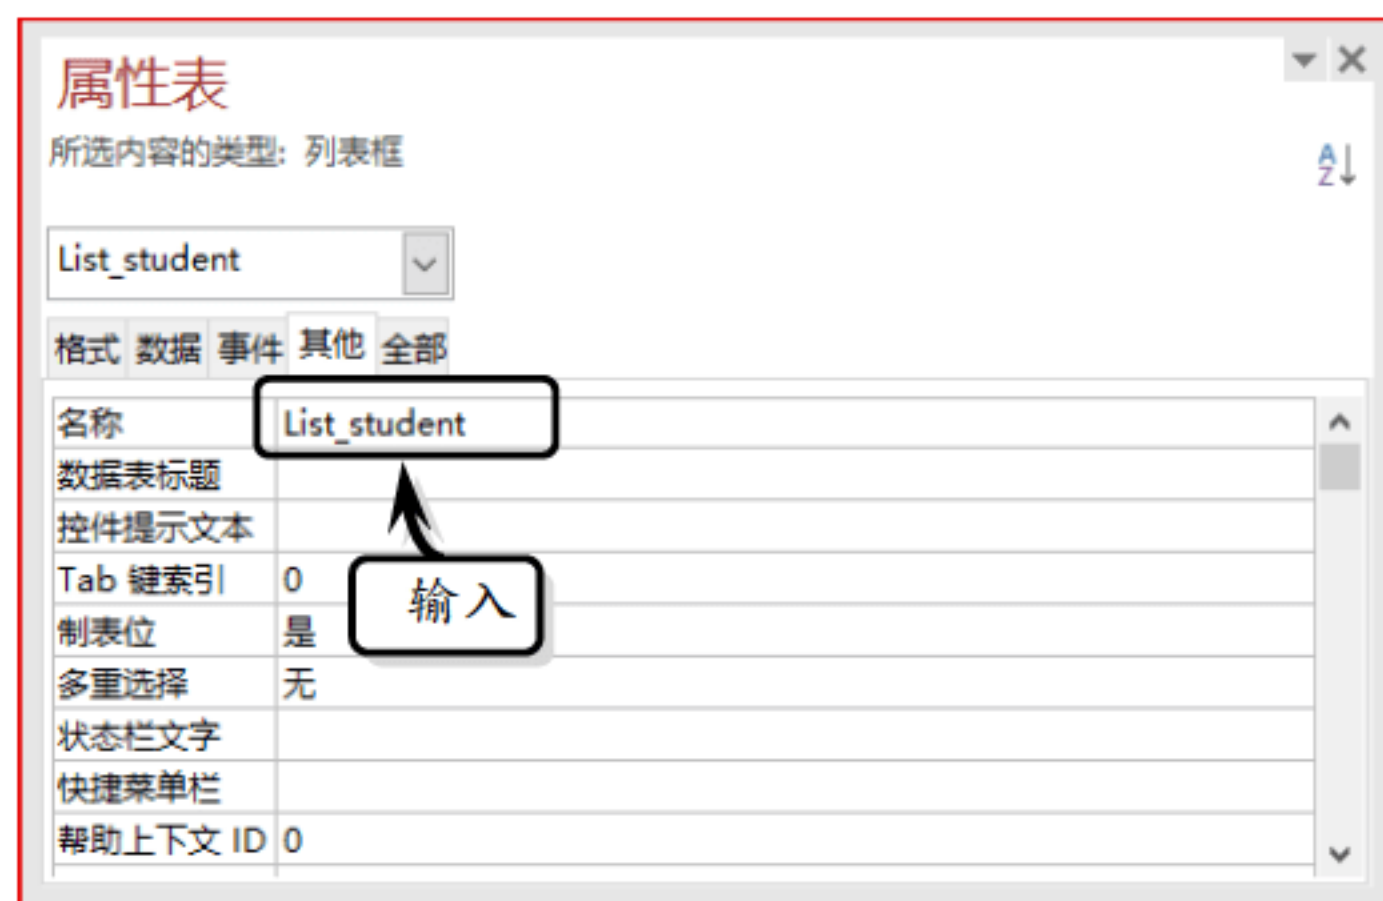 属性表
所选内容的类型: 列表框
List_student
格式 数据 事件 其他 全部
名称 List_student
数据表标题
控件提示文本
Tab 键索引 0
输入
制表位 是
多重选择 无
状态栏文字
快捷菜单栏
帮助上下文 ID 0